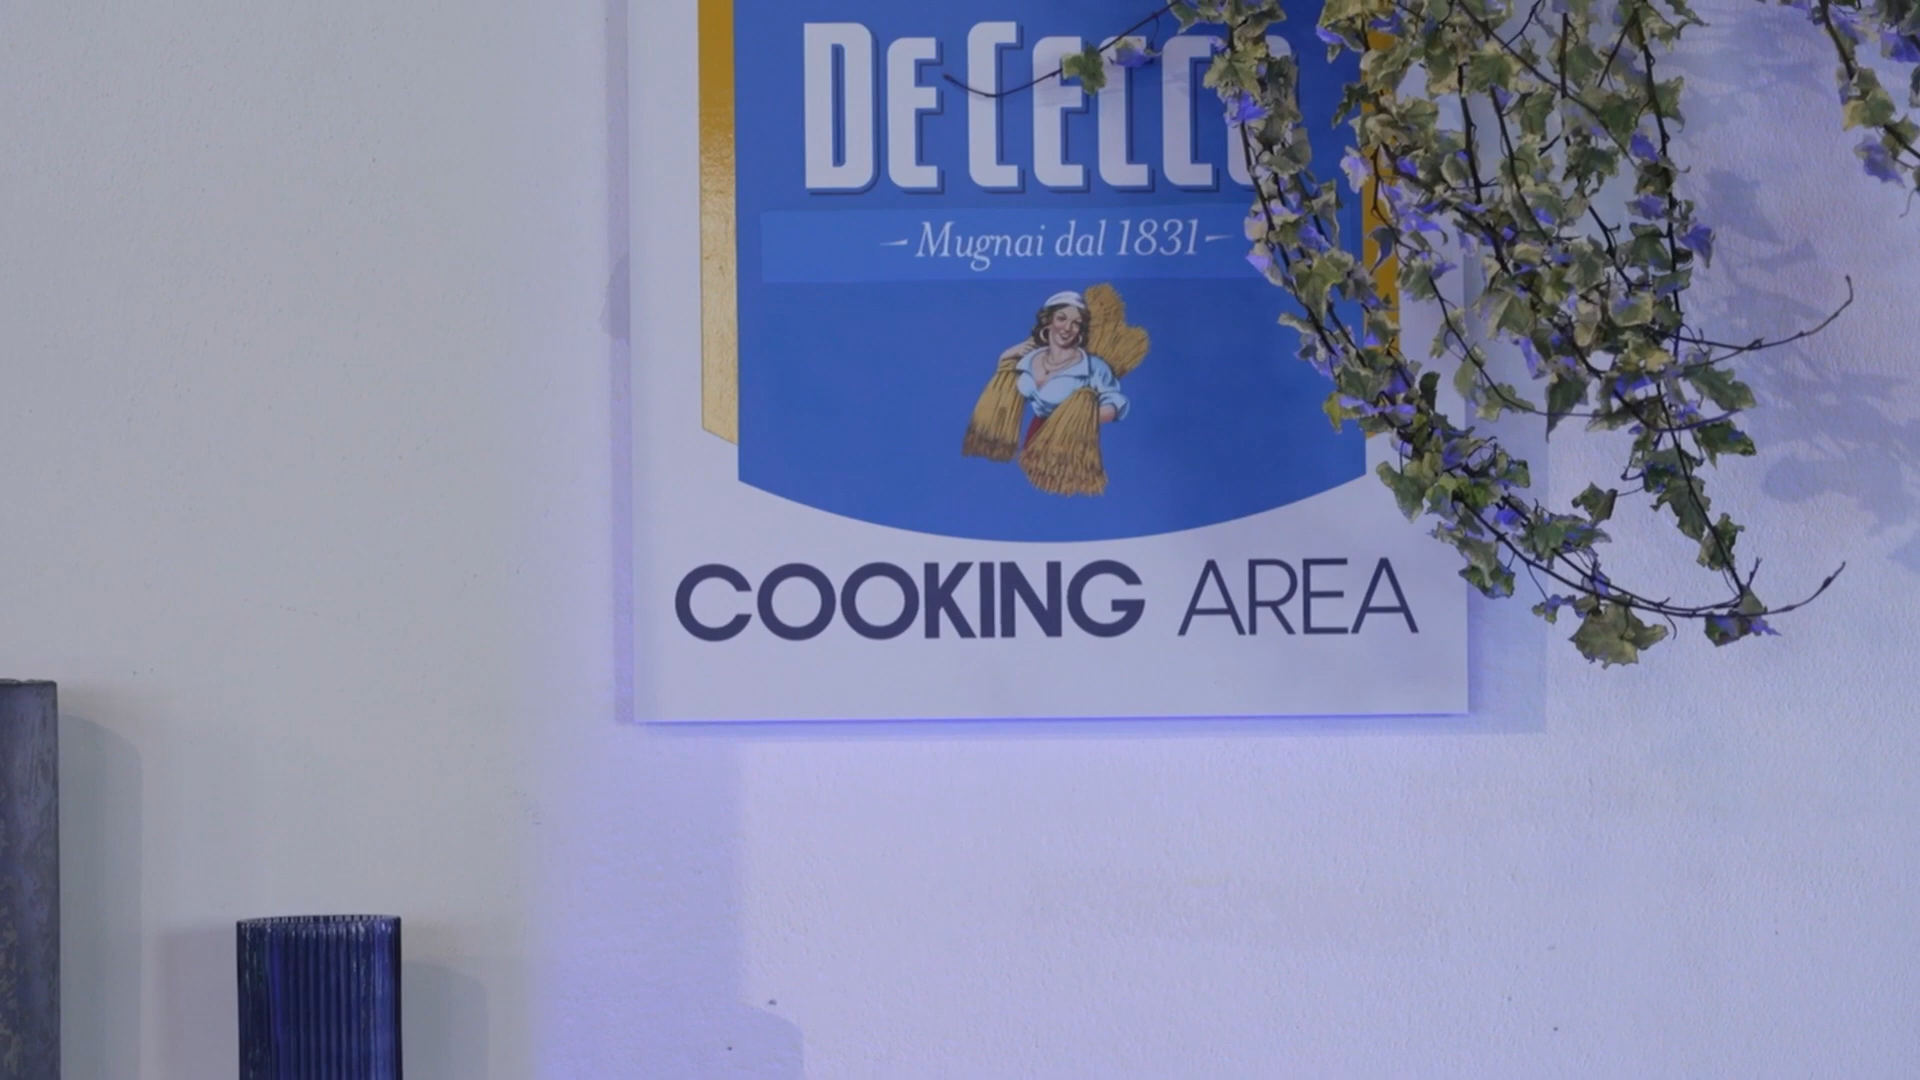 DE CECCO
– Mugnai dal 1831 –
COOKING AREA